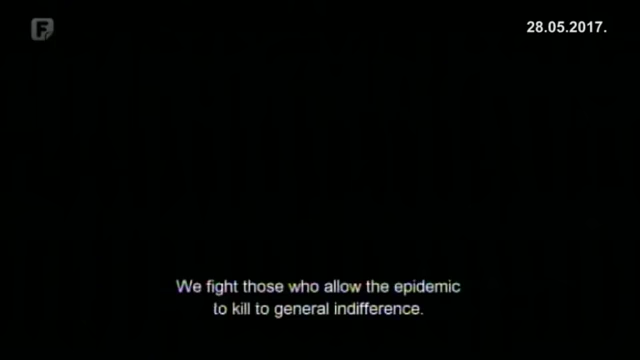 F
28.05.2017.
We fight those who allow the epidemic
to kill to general indifference.